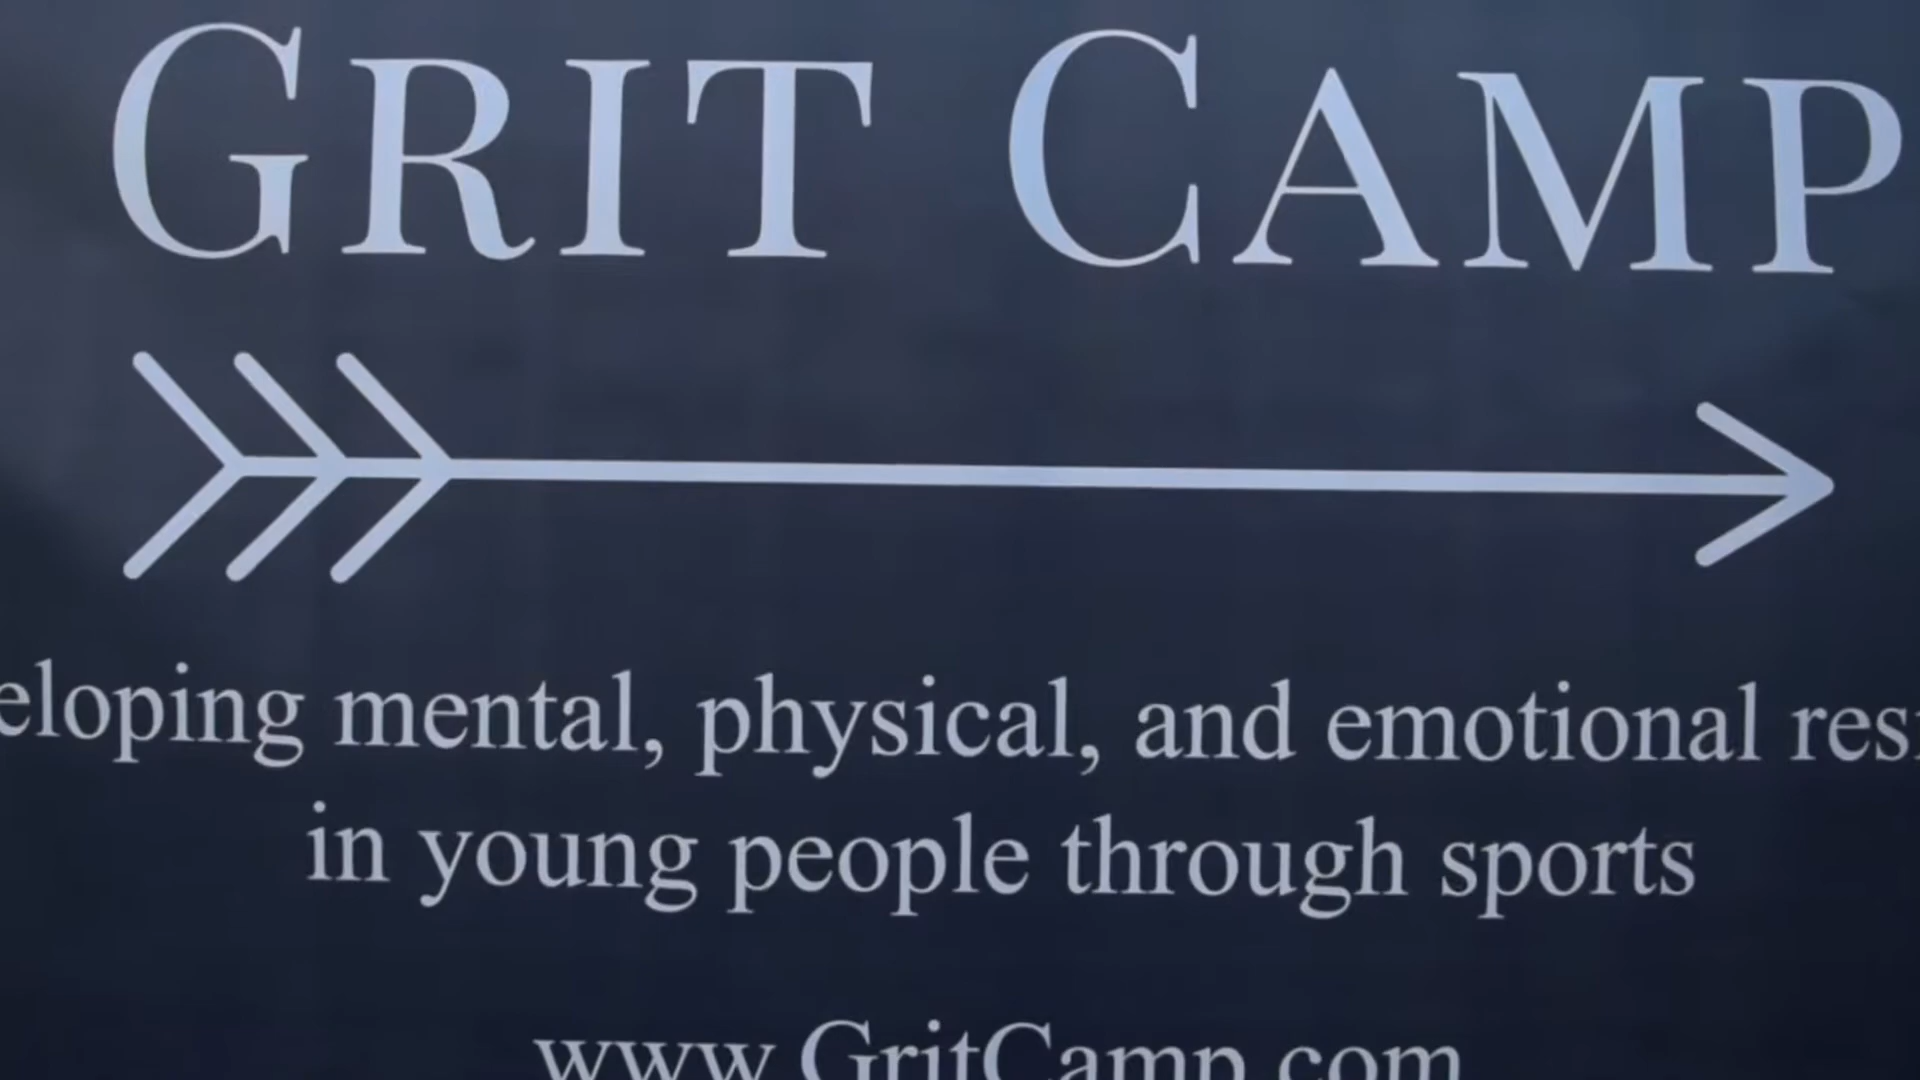 GRIT CAMP
eloping mental, physical, and emotional res
in young people through sports
www.GritCamp.com